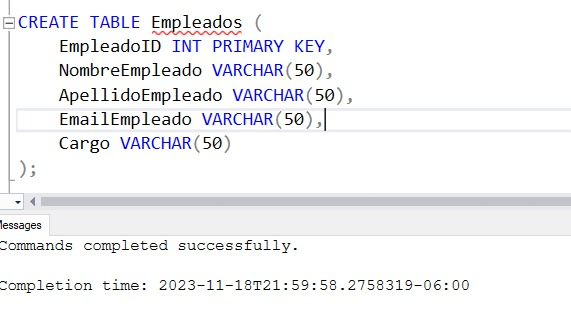 CREATE TABLE Empleados (
EmpleadoID INT PRIMARY KEY,
NombreEmpleado VARCHAR(50),
ApellidoEmpleado VARCHAR(50),
EmailEmpleado VARCHAR(50),
Cargo VARCHAR(50)
);
Messages
Commands completed successfully.
Completion time: 2023-11-18T21:59:58.2758319-06:00